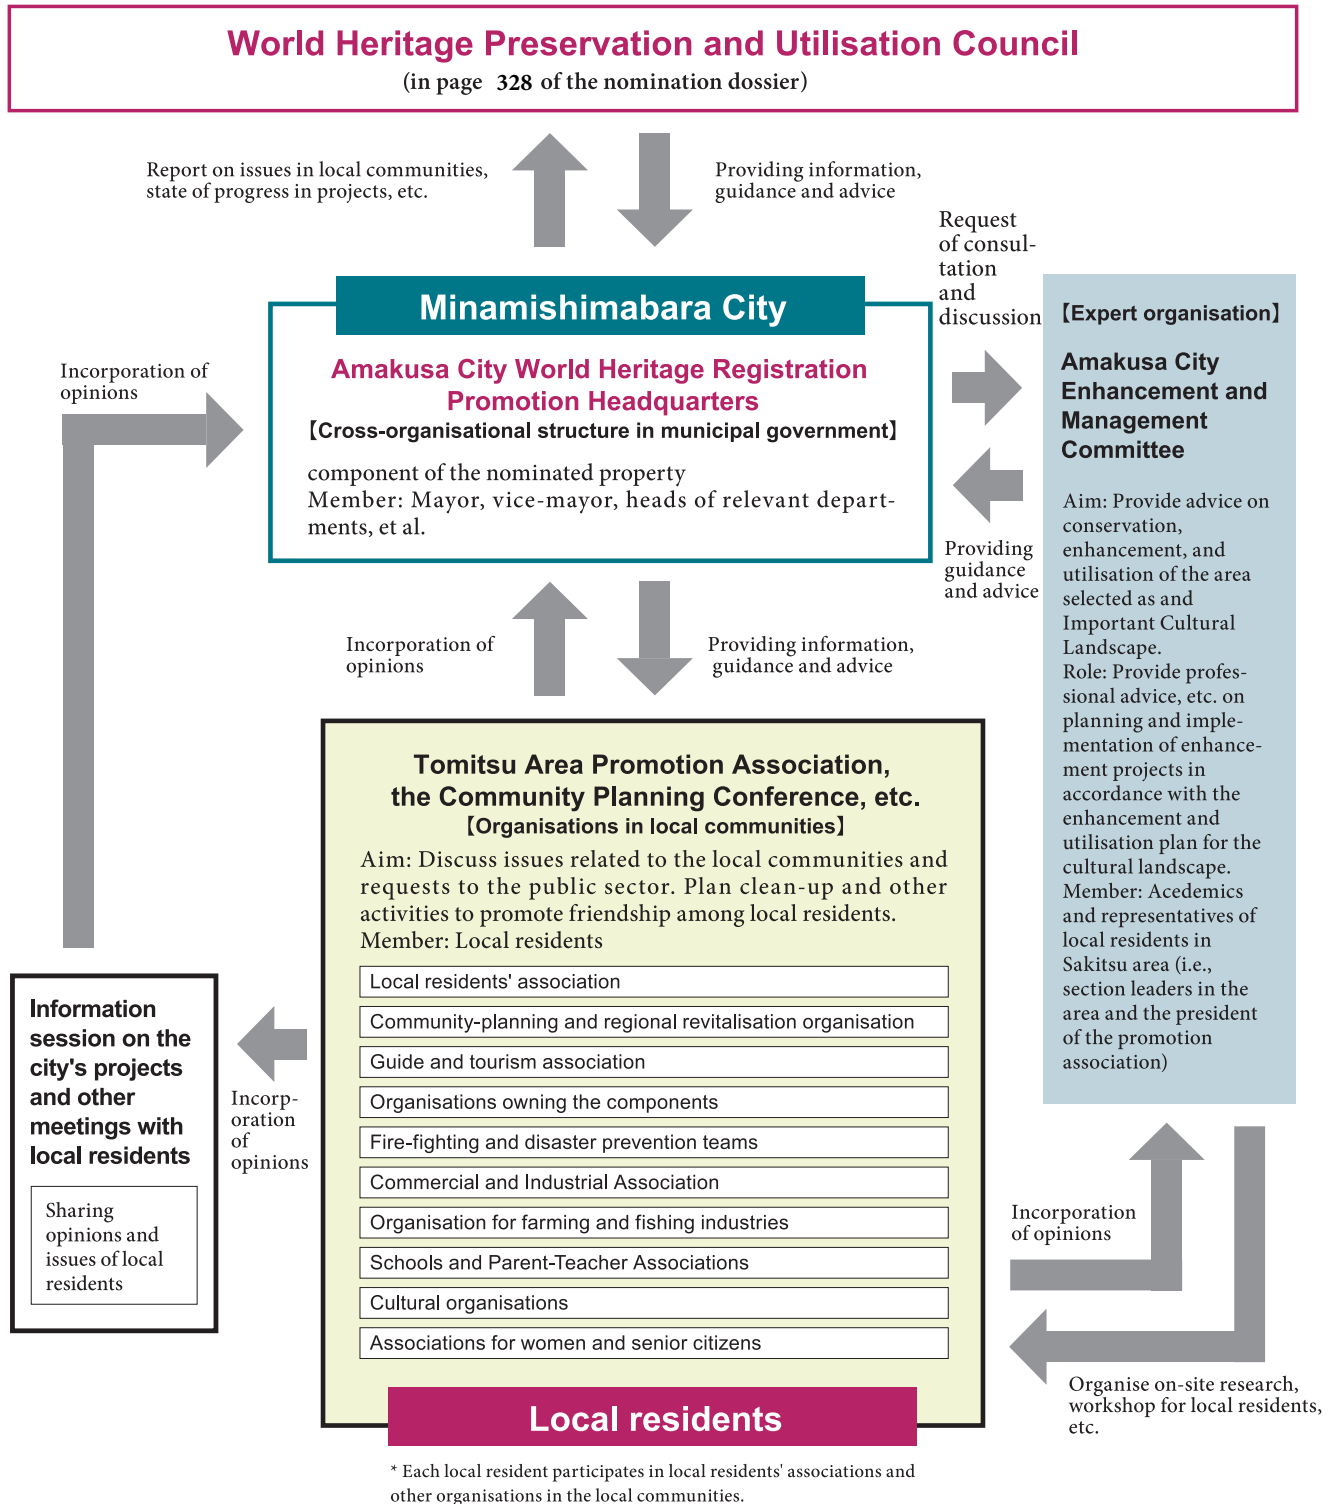 World Heritage Preservation and Utilisation Council
(in page 328 of the nomination dossier)
Report on issues in local communities,
state of progress in projects, etc.
Providing information,
guidance and advice
Request
of consul-
tation
and
discussion
Minamishimabara City
Amakusa City World Heritage Registration
Promotion Headquarters
【Cross-organisational structure in municipal government】
component of the nominated property
Member: Mayor, vice-mayor, heads of relevant depart-
ments, et al.
Incorporation of
opinions
Providing
guidance
and advice
【Expert organisation】
Amakusa City
Enhancement and
Management
Committee
Aim: Provide advice on
conservation,
enhancement, and
utilisation of the area
selected as and
Important Cultural
Landscape.
Role: Provide profes-
sional advice, etc. on
planning and imple-
mentation of enhance-
ment projects in
accordance with the
enhancement and
utilisation plan for the
cultural landscape.
Member: Acedemics
and representatives of
local residents in
Sakitsu area (i.e.,
section leaders in the
area and the president
of the promotion
association)
Incorporation of
opinions
Providing information,
guidance and advice
Tomitsu Area Promotion Association,
the Community Planning Conference, etc.
【Organisations in local communities】
Aim: Discuss issues related to the local communities and
requests to the public sector. Plan clean-up and other
activities to promote friendship among local residents.
Member: Local residents
Local residents' association
Community-planning and regional revitalisation organisation
Guide and tourism association
Organisations owning the components
Fire-fighting and disaster prevention teams
Commercial and Industrial Association
Organisation for farming and fishing industries
Schools and Parent-Teacher Associations
Cultural organisations
Associations for women and senior citizens
Local residents
* Each local resident participates in local residents' associations and
other organisations in the local communities.
Information
session on the
city's projects
and other
meetings with
local residents
Sharing
opinions and
issues of local
residents
Incorp-
oration
of
opinions
Incorporation
of opinions
Organise on-site research,
workshop for local residents,
etc.